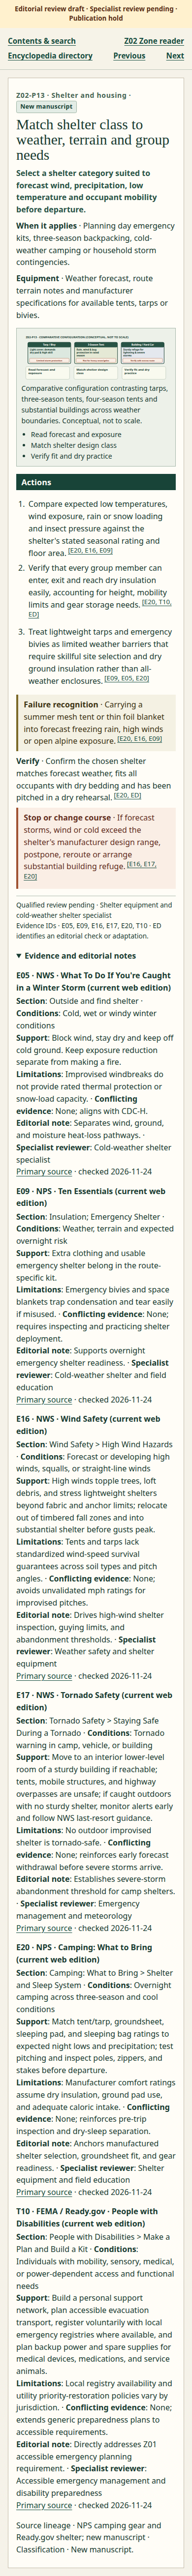 Editorial review draft · Specialist review pending ·
Publication hold
Contents & search
Z02 Zone reader
Encyclopedia directory
Previous
Next
Z02-P13 · Shelter and housing ·
New manuscript
Match shelter class to
weather, terrain and group
needs
Select a shelter category suited to
forecast wind, precipitation, low
temperature and occupant mobility
before departure.
When it applies · Planning day emergency
kits, three-season backpacking, cold-
weather camping or household storm
contingencies.
Equipment · Weather forecast, route
terrain notes and manufacturer
specifications for available tents, tarps or
bivies.
Comparative configuration contrasting tarps,
three-season tents, four-season tents and
substantial buildings across weather
boundaries. Conceptual, not to scale.
• Read forecast and exposure
• Match shelter design class
• Verify fit and dry practice
Actions
1. Compare expected low temperatures,
wind exposure, rain or snow loading
and insect pressure against the
shelter's stated seasonal rating and
floor area. [E20, E16, E09]
2. Verify that every group member can
enter, exit and reach dry insulation
easily, accounting for height, mobility
limits and gear storage needs. [E20, T10,
ED]
3. Treat lightweight tarps and emergency
bivies as limited weather barriers that
require skillful site selection and dry
ground insulation rather than all-
weather enclosures. [E09, E05, E20]
Failure recognition · Carrying a
summer mesh tent or thin foil blanket
into forecast freezing rain, high winds
or open alpine exposure. [E20, E16, E09]
Verify · Confirm the chosen shelter
matches forecast weather, fits all
occupants with dry bedding and has been
pitched in a dry rehearsal. [E20, ED]
Stop or change course · If forecast
storms, wind or cold exceed the
shelter's manufacturer design range,
postpone, reroute or arrange
substantial building refuge. [E16, E17,
E20]
Qualified review pending · Shelter equipment and
cold-weather shelter specialist
Evidence IDs · E05, E09, E16, E17, E20, T10 · ED
identifies an editorial check or adaptation.
▼ Evidence and editorial notes
E05 · NWS · What To Do If You're Caught
in a Winter Storm (current web edition)
Section: Outside and find shelter ·
Conditions: Cold, wet or windy winter
conditions
Support: Block wind, stay dry and keep off
cold ground. Keep exposure reduction
separate from making a fire.
Limitations: Improvised windbreaks do
not provide rated thermal protection or
snow-load capacity. · Conflicting
evidence: None; aligns with CDC-H.
Editorial note: Separates wind, ground,
and moisture heat-loss pathways. ·
Specialist reviewer: Cold-weather shelter
specialist
Primary source · checked 2026-11-24
E09 · NPS · Ten Essentials (current web
edition)
Section: Insulation; Emergency Shelter ·
Conditions: Weather, terrain and expected
overnight risk
Support: Extra clothing and usable
emergency shelter belong in the route-
specific kit.
Limitations: Emergency bivies and space
blankets trap condensation and tear easily
if misused. · Conflicting evidence: None;
requires inspecting and practicing shelter
deployment.
Editorial note: Supports overnight
emergency shelter readiness. · Specialist
reviewer: Cold-weather shelter and field
education
Primary source · checked 2026-11-24
E16 · NWS · Wind Safety (current web
edition)
Section: Wind Safety > High Wind Hazards
· Conditions: Forecast or developing high
winds, squalls, or straight-line winds
Support: High winds topple trees, loft
debris, and stress lightweight shelters
beyond fabric and anchor limits; relocate
out of timbered fall zones and into
substantial shelter before gusts peak.
Limitations: Tents and tarps lack
standardized wind-speed survival
guarantees across soil types and pitch
angles. · Conflicting evidence: None;
avoids unvalidated mph ratings for
improvised pitches.
Editorial note: Drives high-wind shelter
inspection, guying limits, and
abandonment thresholds. · Specialist
reviewer: Weather safety and shelter
equipment
Primary source · checked 2026-11-24
E17 · NWS · Tornado Safety (current web
edition)
Section: Tornado Safety > Staying Safe
During a Tornado · Conditions: Tornado
warning in camp, vehicle, or building
Support: Move to an interior lower-level
room of a sturdy building if reachable;
tents, mobile structures, and highway
overpasses are unsafe; if caught outdoors
with no sturdy shelter, monitor alerts early
and follow NWS last-resort guidance.
Limitations: No outdoor improvised
shelter is tornado-safe. · Conflicting
evidence: None; reinforces early forecast
withdrawal before severe storms arrive.
Editorial note: Establishes severe-storm
abandonment threshold for camp shelters.
· Specialist reviewer: Emergency
management and meteorology
Primary source · checked 2026-11-24
E20 · NPS · Camping: What to Bring
(current web edition)
Section: Camping: What to Bring > Shelter
and Sleep System · Conditions: Overnight
camping across three-season and cool
conditions
Support: Match tent/tarp, groundsheet,
sleeping pad, and sleeping bag ratings to
expected night lows and precipitation; test
pitching and inspect poles, zippers, and
stakes before departure.
Limitations: Manufacturer comfort ratings
assume dry insulation, ground pad use,
and adequate caloric intake. · Conflicting
evidence: None; reinforces pre-trip
inspection and dry-sleep separation.
Editorial note: Anchors manufactured
shelter selection, groundsheet fit, and gear
readiness. · Specialist reviewer: Shelter
equipment and field education
Primary source · checked 2026-11-24
T10 · FEMA / Ready.gov · People with
Disabilities (current web edition)
Section: People with Disabilities > Make a
Plan and Build a Kit · Conditions:
Individuals with mobility, sensory, medical,
or power-dependent access and functional
needs
Support: Build a personal support
network, plan accessible evacuation
transport, register voluntarily with local
emergency registries where available, and
plan backup power and spare supplies for
medical devices, medications, and service
animals.
Limitations: Local registry availability and
utility priority-restoration policies vary by
jurisdiction. · Conflicting evidence: None;
extends generic preparedness plans to
accessible requirements.
Editorial note: Directly addresses Z01
accessible emergency planning
requirement. · Specialist reviewer:
Accessible emergency management and
disability preparedness
Primary source · checked 2026-11-24
Source lineage · NPS camping gear and
Ready.gov shelter; new manuscript ·
Classification · New manuscript.